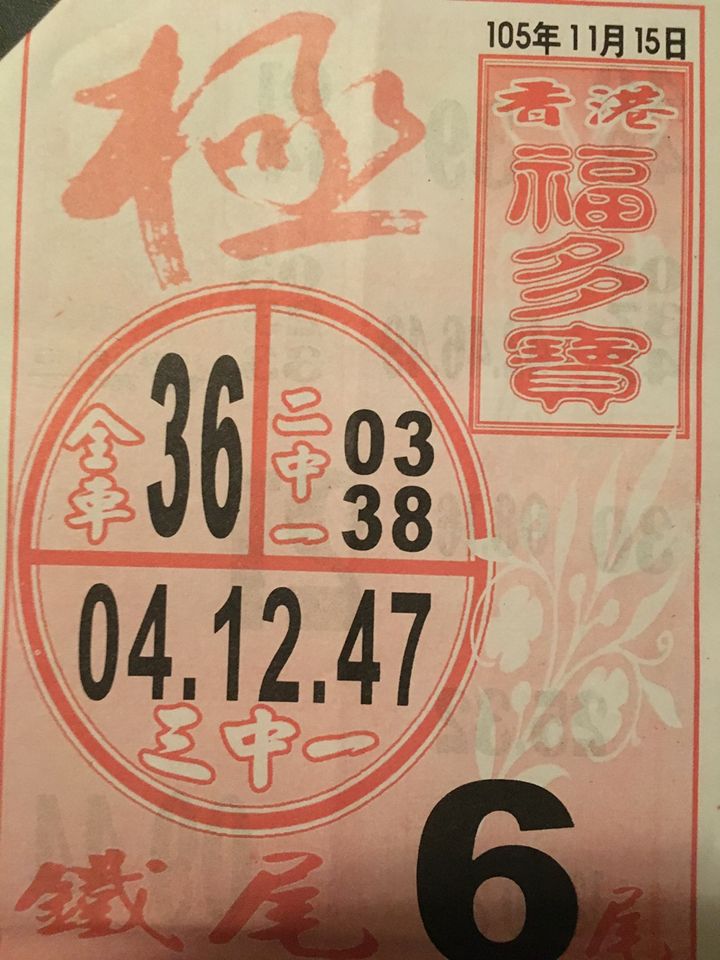 105年11月15日
極
香港
福多寶
全車
36
二中一
03
38
04.12.47
三中一
鐵尾
6尾